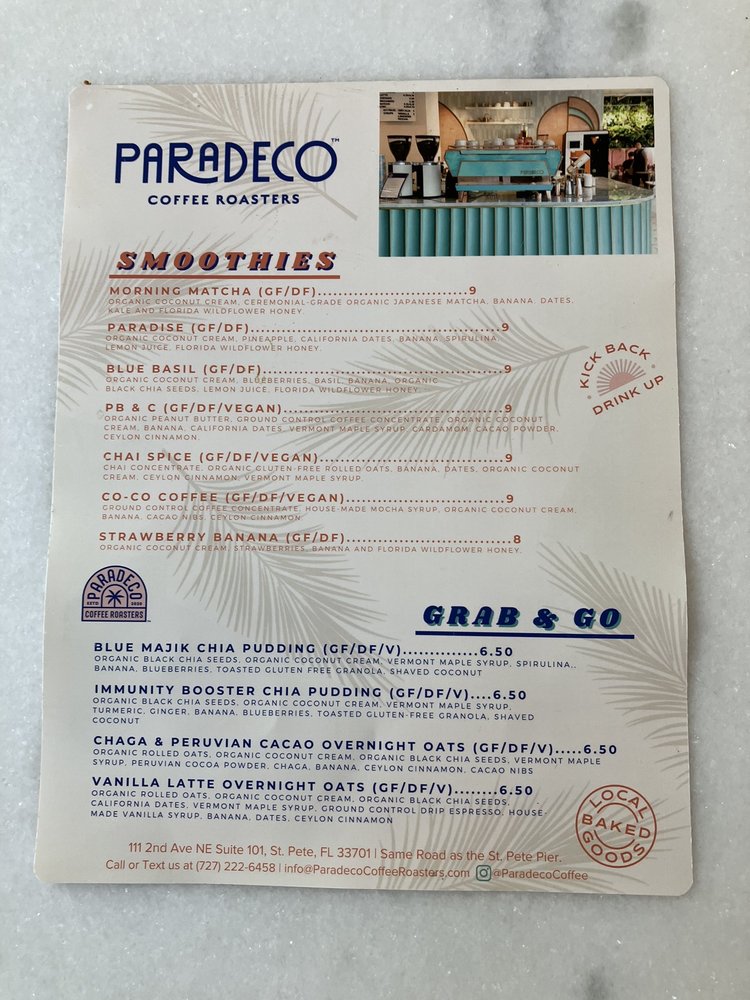 PARADECO™
COFFEE ROASTERS
SMOOTHIES
MORNING MATCHA (GF/DF)............................9
ORGANIC COCONUT CREAM, CEREMONIAL-GRADE ORGANIC JAPANESE MATCHA, BANANA, DATES,
KALE AND FLORIDA WILDFLOWER HONEY.
PARADISE (GF/DF)........................................9
ORGANIC COCONUT CREAM, PINEAPPLE, CALIFORNIA DATES, BANANA, SPIRULINA,
LEMON JUICE, FLORIDA WILDFLOWER HONEY.
BLUE BASIL (GF/DF)......................................9
ORGANIC COCONUT CREAM, BLUEBERRIES, BASIL, BANANA, ORGANIC
BLACK CHIA SEEDS, LEMON JUICE, FLORIDA WILDFLOWER HONEY
KICK BACK
DRINK UP
PB & C (GF/DF/VEGAN)...................................9
ORGANIC PEANUT BUTTER, GROUND CONTROL COFFEE CONCENTRATE, ORGANIC COCONUT
CREAM, BANANA, CALIFORNIA DATES, VERMONT MAPLE SYRUP, CARDAMOM, CACAO POWDER,
CEYLON CINNAMON.
CHAI SPICE (GF/DF/VEGAN).............................9
CHAI CONCENTRATE, ORGANIC GLUTEN-FREE ROLLED OATS, BANANA, DATES, ORGANIC COCONUT
CREAM, CEYLON CINNAMON, VERMONT MAPLE SYRUP.
CO-CO COFFEE (GF/DF/VEGAN)..........................9
GROUND CONTROL COFFEE CONCENTRATE, HOUSE-MADE MOCHA SYRUP, ORGANIC COCONUT CREAM,
BANANA, CACAO NIBS, CEYLON CINNAMON
STRAWBERRY BANANA (GF/DF)...........................8
ORGANIC COCONUT CREAM, STRAWBERRIES, BANANA AND FLORIDA WILDFLOWER HONEY.
PARADECO
ESTD 2020
COFFEE ROASTERS
GRAB & GO
BLUE MAJIK CHIA PUDDING (GF/DF/V)..............6.50
ORGANIC BLACK CHIA SEEDS, ORGANIC COCONUT CREAM, VERMONT MAPLE SYRUP, SPIRULINA,.
BANANA, BLUEBERRIES, TOASTED GLUTEN FREE GRANOLA, SHAVED COCONUT
IMMUNITY BOOSTER CHIA PUDDING (GF/DF/V)....6.50
ORGANIC BLACK CHIA SEEDS, ORGANIC COCONUT CREAM, VERMONT MAPLE SYRUP,
TURMERIC, GINGER, BANANA, BLUEBERRIES, TOASTED GLUTEN-FREE GRANOLA, SHAVED
COCONUT
CHAGA & PERUVIAN CACAO OVERNIGHT OATS (GF/DF/V).....6.50
ORGANIC ROLLED OATS, ORGANIC COCONUT CREAM, ORGANIC BLACK CHIA SEEDS, VERMONT MAPLE
SYRUP, PERUVIAN COCOA POWDER, CHAGA, BANANA, CEYLON CINNAMON, CACAO NIBS
VANILLA LATTE OVERNIGHT OATS (GF/DF/V)........6.50
ORGANIC ROLLED OATS, ORGANIC COCONUT CREAM, ORGANIC BLACK CHIA SEEDS,
CALIFORNIA DATES, VERMONT MAPLE SYRUP, GROUND CONTROL DRIP ESPRESSO, HOUSE-
MADE VANILLA SYRUP, BANANA, DATES, CEYLON CINNAMON
LOCAL
BAKED
GOODS
111 2nd Ave NE Suite 101, St. Pete, FL 33701 | Same Road as the St. Pete Pier.
Call or Text us at (727) 222-6458 | info@ParadecoCoffeeRoasters.com @ParadecoCoffee